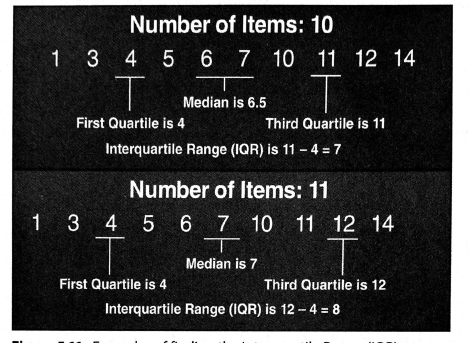 Number of Items: 10
1 3 4 5 6 7 10 11 12 14
Median is 6.5
First Quartile is 4 Third Quartile is 11
Interquartile Range (IQR) is 11 – 4 = 7
Number of Items: 11
1 3 4 5 6 7 10 11 12 14
Median is 7
First Quartile is 4 Third Quartile is 12
Interquartile Range (IQR) is 12 – 4 = 8
Figure Examples of finding the Interquartile Range (IQR)